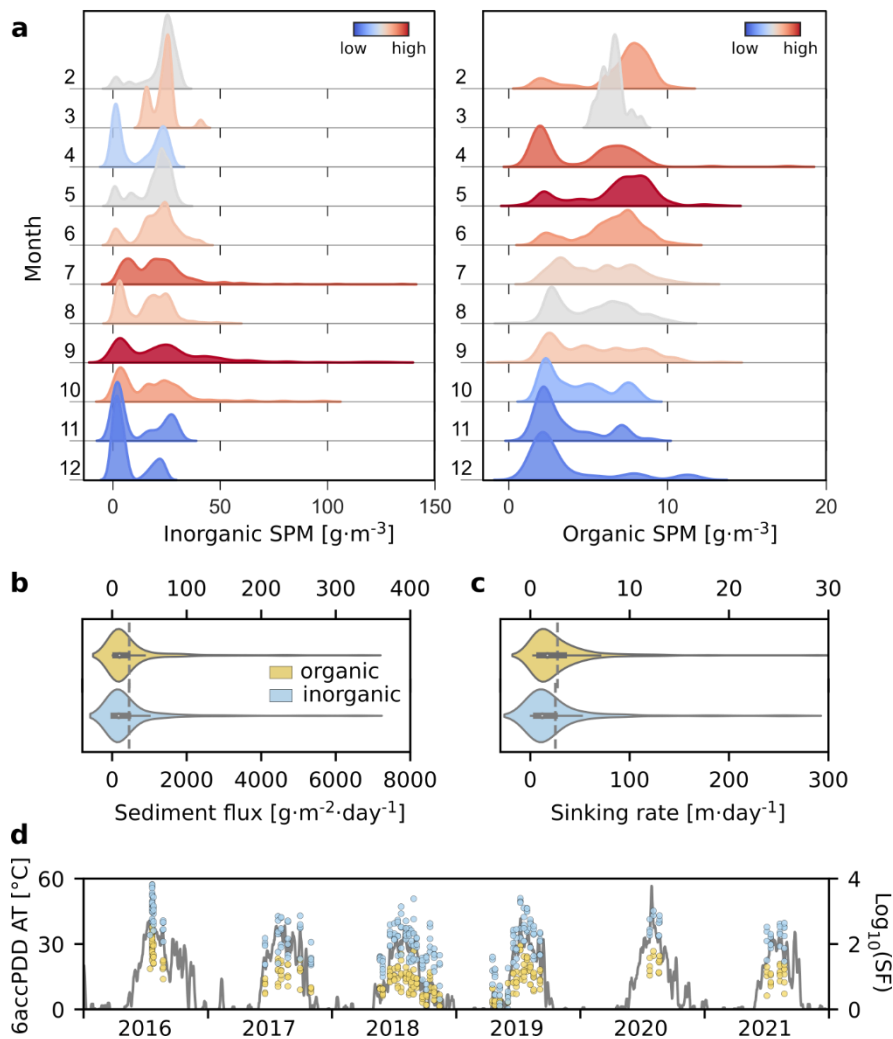 a
low high
low high
2
3
4
5
6
7
8
9
10
11
12
Month
0 50 100 150
Inorganic SPM [g·m⁻³]
2
3
4
5
6
7
8
9
10
11
12
0 10 20
Organic SPM [g·m⁻³]
b
0 100 200 300 400
organic
inorganic
0 2000 4000 6000 8000
Sediment flux [g·m⁻²·day⁻¹]
c
0 10 20 30
0 100 200 300
Sinking rate [m·day⁻¹]
d
6accPDD AT [°C]
60
30
0
4
2
0
Log₁₀(SF)
2016 2017 2018 2019 2020 2021